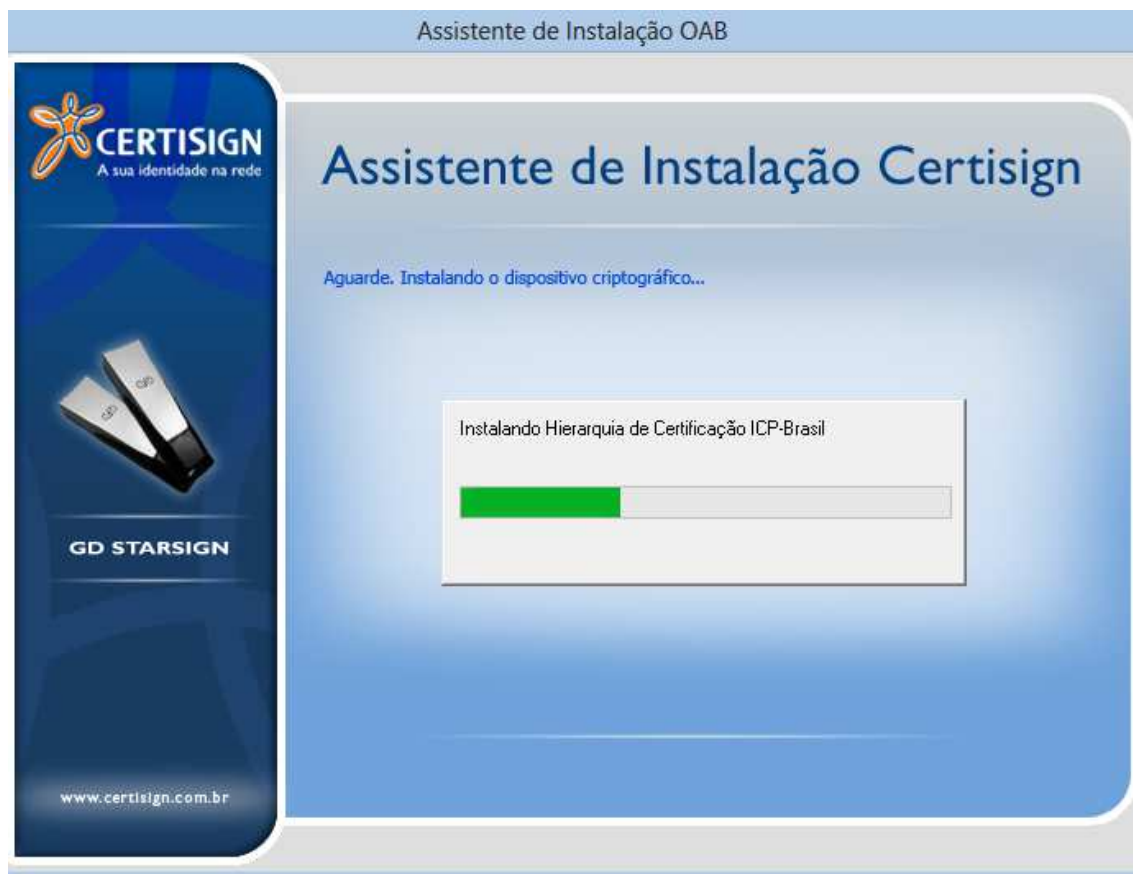 Assistente de Instalação OAB
CERTISIGN
A sua identidade na rede
Assistente de Instalação Certisign
Aguarde. Instalando o dispositivo criptográfico...
Instalando Hierarquia de Certificação ICP-Brasil
GD STARSIGN
www.certisign.com.br